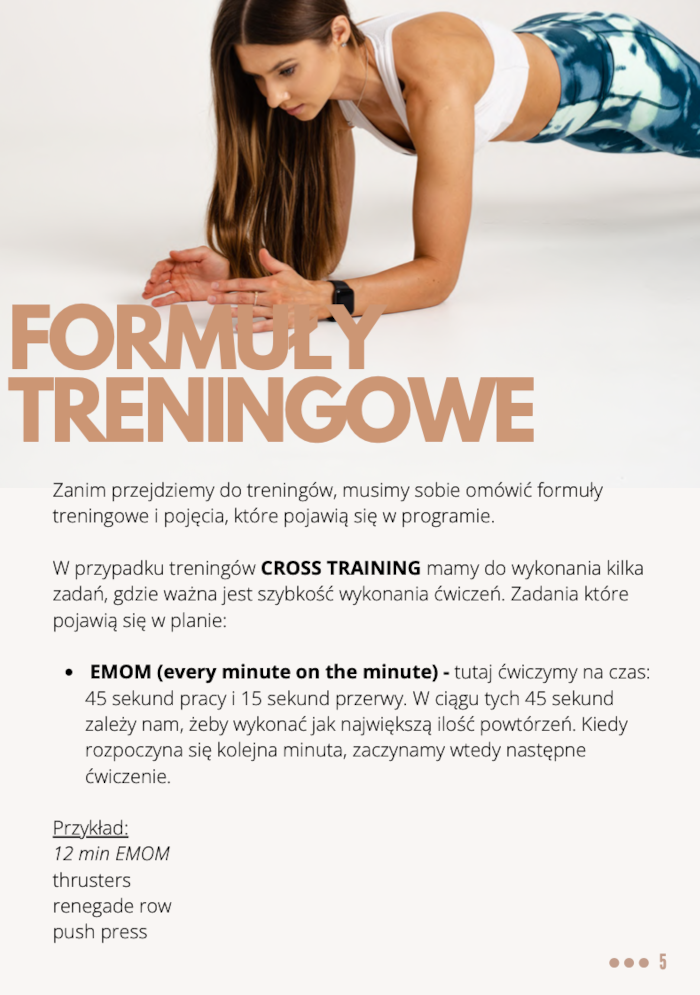 FORMUŁY
TRENINGOWE
Zanim przejdziemy do treningów, musimy sobie omówić formuły
treningowe i pojęcia, które pojawią się w programie.
W przypadku treningów CROSS TRAINING mamy do wykonania kilka
zadań, gdzie ważna jest szybkość wykonania ćwiczeń. Zadania które
pojawią się w planie:
• EMOM (every minute on the minute) - tutaj ćwiczymy na czas:
45 sekund pracy i 15 sekund przerwy. W ciągu tych 45 sekund
zależy nam, żeby wykonać jak największą ilość powtórzeń. Kiedy
rozpoczyna się kolejna minuta, zaczynamy wtedy następne
ćwiczenie.
Przykład:
12 min EMOM
thrusters
renegade row
push press
5